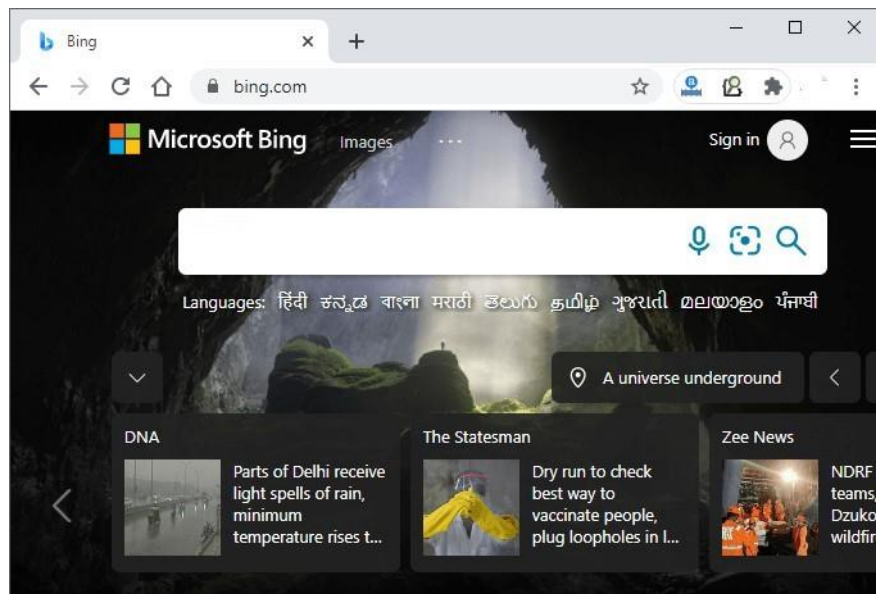 Bing
bing.com
Microsoft Bing Images ... Sign in
Languages: हिंदी ಕನ್ನಡ বাংলা मराठी తెలుగు தமிழ் ગુજરાતી മലയാളം ਪੰਜਾਬੀ
A universe underground
DNA
Parts of Delhi receive
light spells of rain,
minimum
temperature rises t...
The Statesman
Dry run to check
best way to
vaccinate people,
plug loopholes in l...
Zee News
NDRF
teams,
Dzuko
wildfir